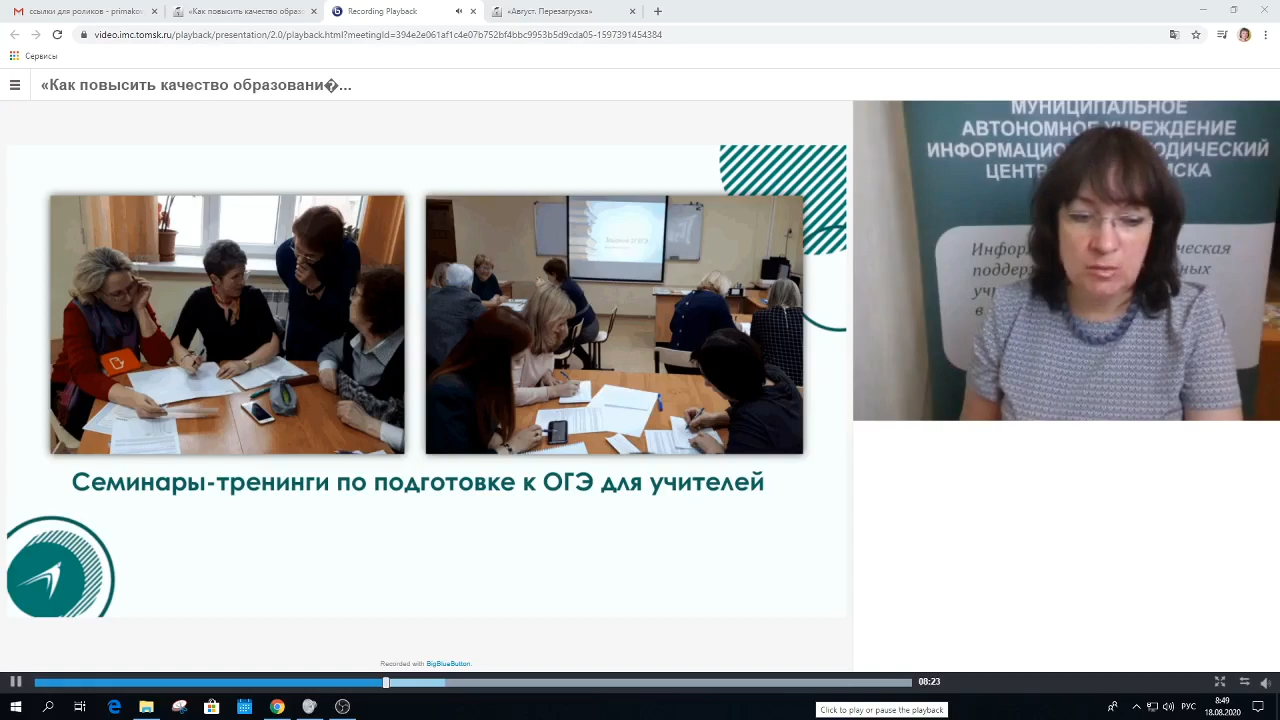 ссылки для роликов - primakov
«Как повысить качество образо
Recording Playback
«Август. Перезагрузка»
video.imc.tomsk.ru/playback/presentation/2.0/playback.html?meetingId=394e2e061af1c4e07b752bf4bbc9953b5d9cda05-1597391454384
Сервисы
«Как повысить качество образовани�...
МУНИЦИПАЛЬНОЕ
АВТОНОМНОЕ УЧРЕЖДЕНИЕ
ИНФОРМАЦИО ОДИЧЕСКИЙ
ЦЕНТ СКА
Инфор ческая
поддерж ных
уч
в
Семинары-тренинги по подготовке к ОГЭ для учителей
Recorded with BigBlueButton.
08:23
Click to play or pause the playback
РУС
8:49
18.08.2020